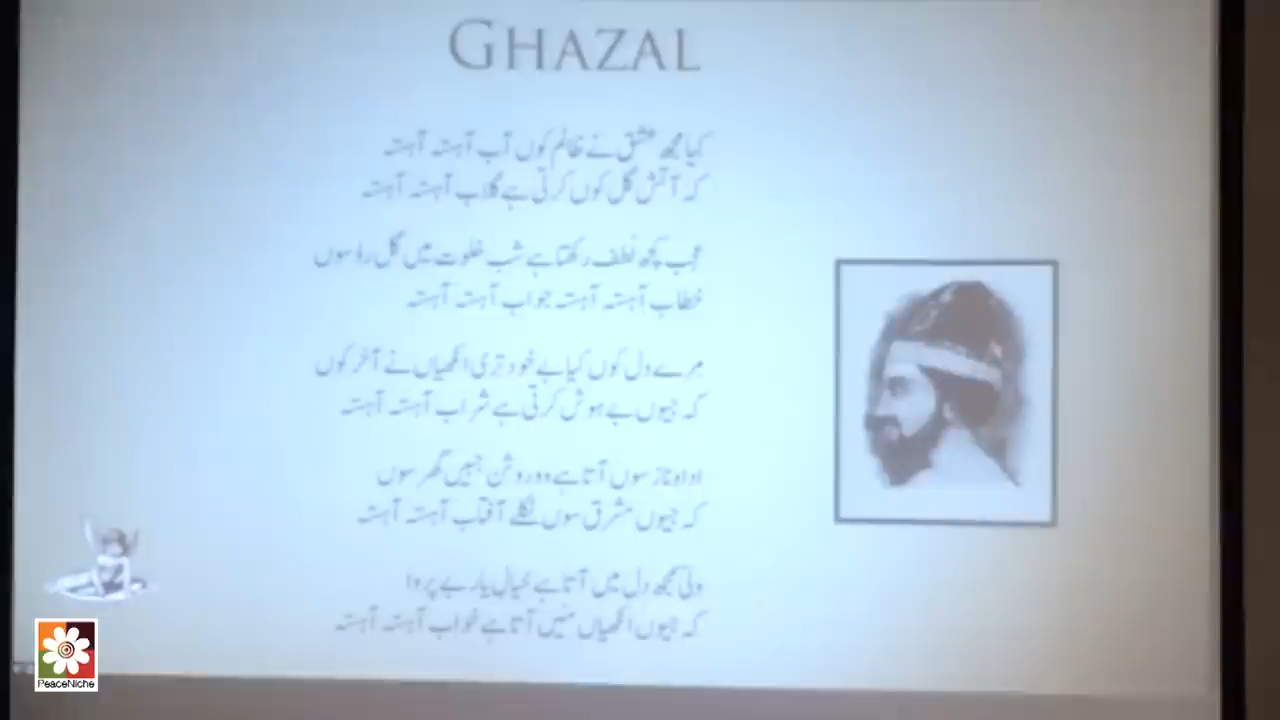 GHAZAL
کیا مجھ عشق نے ظالم کوں آب آہستہ آہستہ
کہ آتش گل کوں کرتی ہے گلاب آہستہ آہستہ
عجب کچھ لُطف رکھتا ہے شب خلوت میں گل رو سوں
خطاب آہستہ آہستہ جواب آہستہ آہستہ
مِرے دل کوں کیا بے خود تِری انکھیاں نے آخر کوں
کہ جیوں بے ہوش کرتی ہے شراب آہستہ آہستہ
ادا و ناز سوں آتا ہے وہ روشن جبیں گھر سوں
کہ جیوں مشرق سوں نکلے آفتاب آہستہ آہستہ
ولی مجھ دل میں آتا ہے خیال یار بے پروا
کہ جیوں انکھیاں منیں آتا ہے خواب آہستہ آہستہ
PeaceNiche